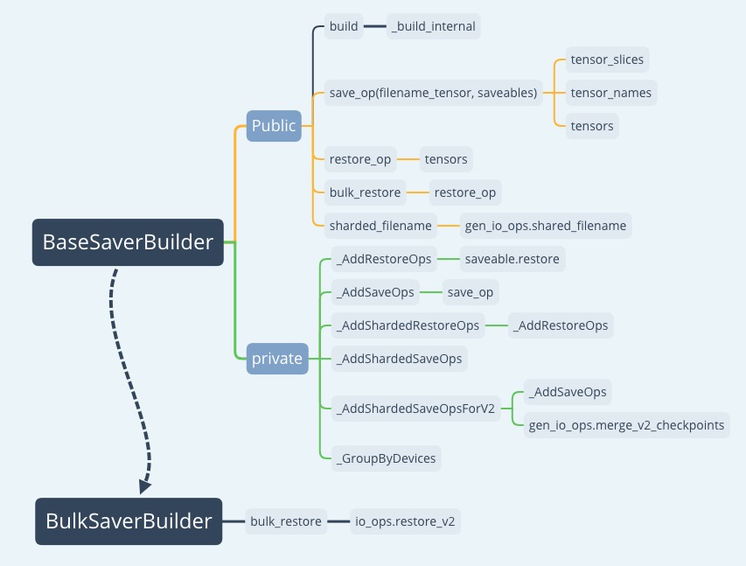 build
_build_internal
tensor_slices
save_op(filename_tensor, saveables)
tensor_names
Public
tensors
restore_op
tensors
bulk_restore
restore_op
sharded_filename
gen_io_ops.shared_filename
BaseSaverBuilder
_AddRestoreOps
saveable.restore
_AddSaveOps
save_op
_AddShardedRestoreOps
_AddRestoreOps
private
_AddShardedSaveOps
_AddSaveOps
_AddShardedSaveOpsForV2
gen_io_ops.merge_v2_checkpoints
_GroupByDevices
BulkSaverBuilder
bulk_restore
io_ops.restore_v2